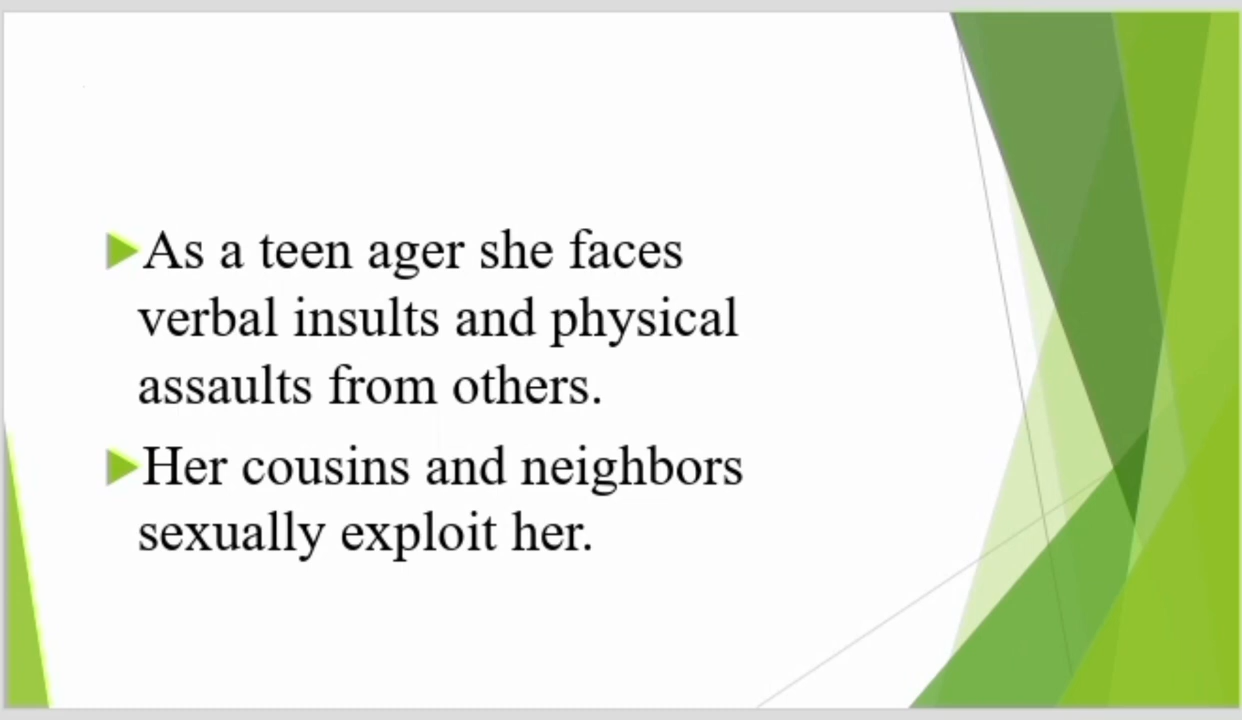 As a teen ager she faces
verbal insults and physical
assaults from others.
Her cousins and neighbors
sexually exploit her.